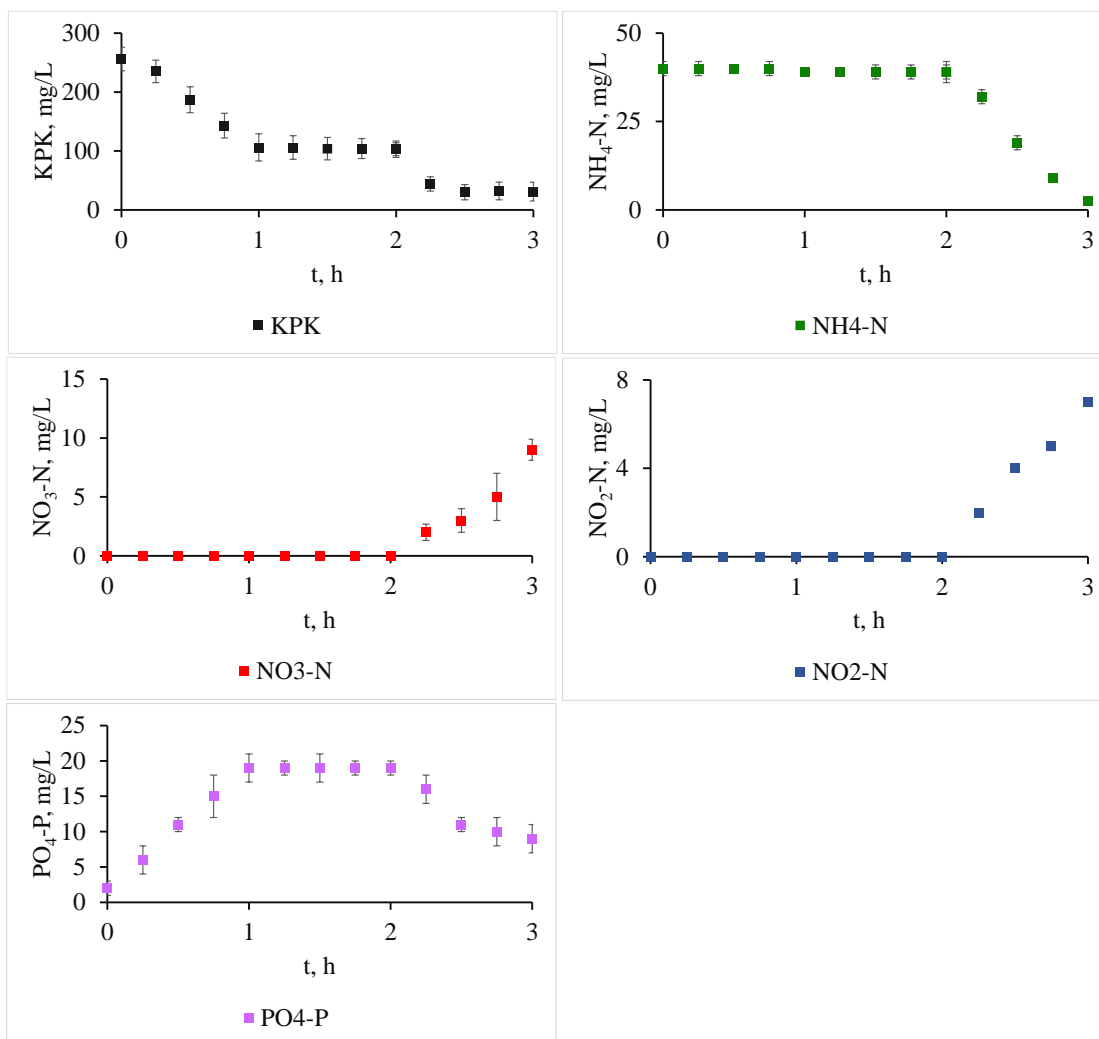 KPK, mg/L
300
200
100
0
0 1 2 3
t, h
KPK
NH₄-N, mg/L
50
25
0
0 1 2 3
t, h
NH4-N
NO₃-N, mg/L
15
10
5
0
0 1 2 3
t, h
NO3-N
NO₂-N, mg/L
8
4
0
0 1 2 3
t, h
NO2-N
PO₄-P, mg/L
25
20
15
10
5
0
0 1 2 3
t, h
PO4-P